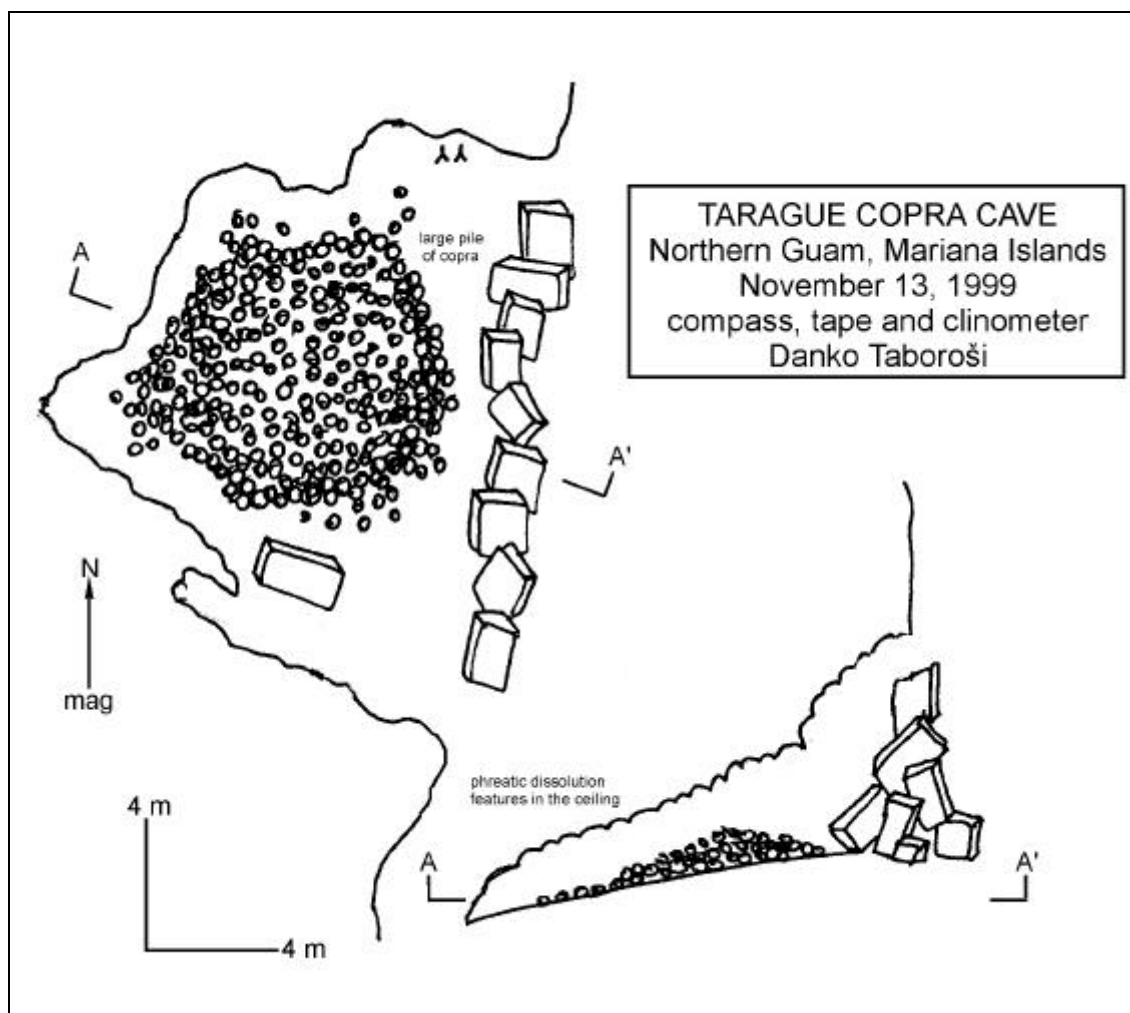 TARAGUE COPRA CAVE
Northern Guam, Mariana Islands
November 13, 1999
compass, tape and clinometer
Danko Taboroši
large pile
of copra
A
A'
N
mag
phreatic dissolution
features in the ceiling
4 m
4 m
A
A'